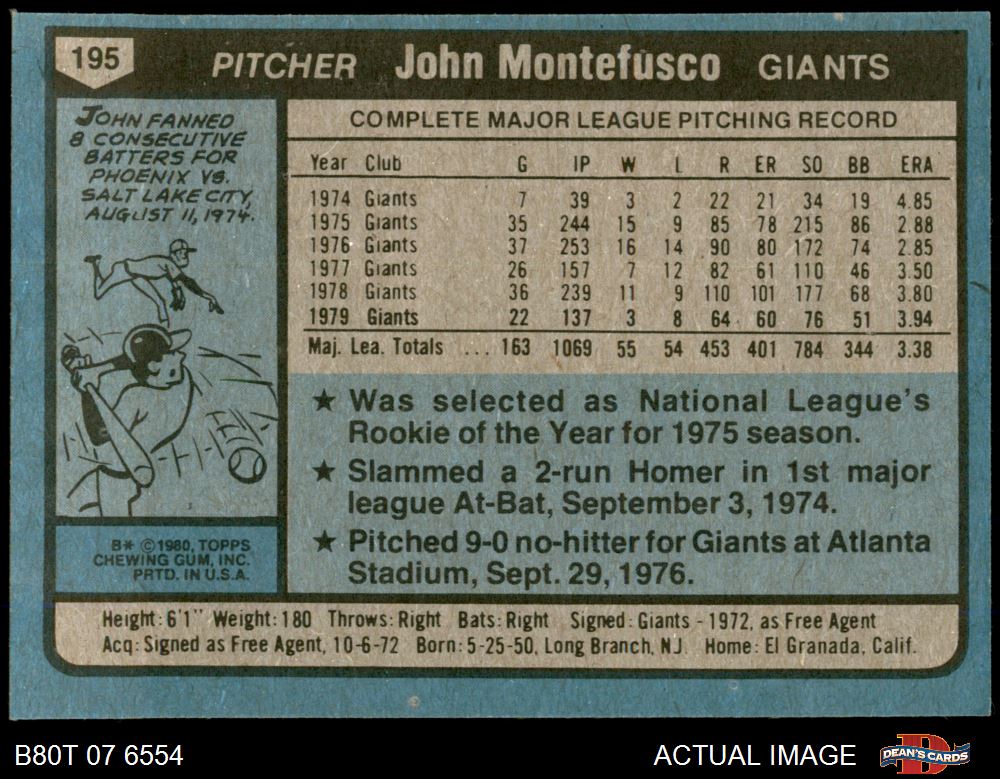 195 PITCHER John Montefusco GIANTS
JOHN FANNED
8 CONSECUTIVE
BATTERS FOR
PHOENIX VS.
SALT LAKE CITY,
AUGUST 11, 1974.
COMPLETE MAJOR LEAGUE PITCHING RECORD
Year Club G IP W L R ER SO BB ERA
1974 Giants 7 39 3 2 22 21 34 19 4.85
1975 Giants 35 244 15 9 85 78 215 86 2.88
1976 Giants 37 253 16 14 90 80 172 74 2.85
1977 Giants 26 157 7 12 82 61 110 46 3.50
1978 Giants 36 239 11 9 110 101 177 68 3.80
1979 Giants 22 137 3 8 64 60 76 51 3.94
Maj. Lea. Totals ... 163 1069 55 54 453 401 784 344 3.38
★ Was selected as National League's
Rookie of the Year for 1975 season.
★ Slammed a 2-run Homer in 1st major
league At-Bat, September 3, 1974.
★ Pitched 9-0 no-hitter for Giants at Atlanta
Stadium, Sept. 29, 1976.
B* ©1980, TOPPS
CHEWING GUM, INC.
PRTD. IN U.S.A.
Height: 6'1" Weight: 180 Throws: Right Bats: Right Signed: Giants - 1972, as Free Agent
Acq: Signed as Free Agent, 10-6-72 Born: 5-25-50, Long Branch, N.J. Home: El Granada, Calif.
B80T 07 6554 ACTUAL IMAGE DEAN'S CARDS